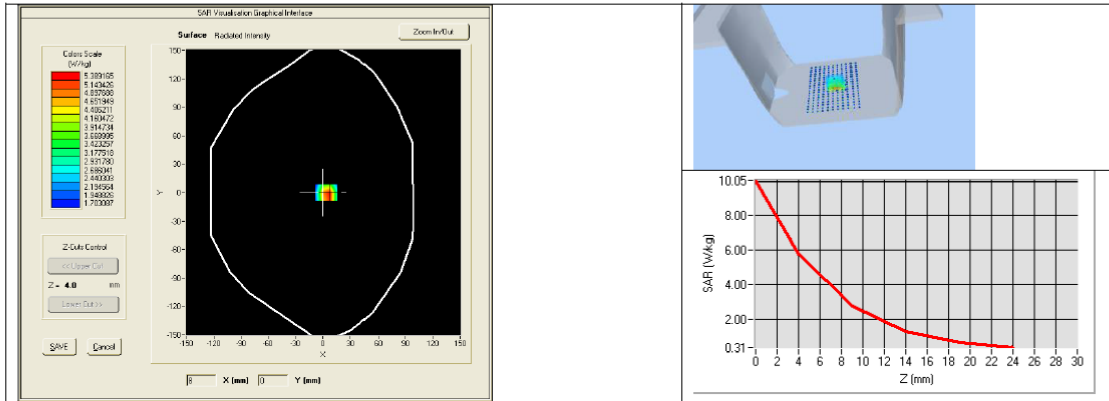 SAR Visualisation Graphical Interface
Surface Radiated Intensity
Zoom In/Out
Colors Scale
(W/kg)
5.389165
5.143426
4.897688
4.651949
4.406211
4.160472
3.914734
3.668995
3.423257
3.177518
2.931780
2.686041
2.440303
2.194564
1.948826
1.703087
Z-Cuts Control
<< Upper Cut
Z = 4.0 mm
Lower Cut >>
SAVE Cancel
150
120
90
60
30
0
-30
-60
-90
-120
-150
Y
-150 -120 -90 -60 -30 0 30 60 90 120 150
X
8 X (mm) 0 Y (mm)
10.05
8.00
6.00
4.00
2.00
0.31
SAR (W/kg)
0 2 4 6 8 10 12 14 16 18 20 22 24 26 28 30
Z (mm)